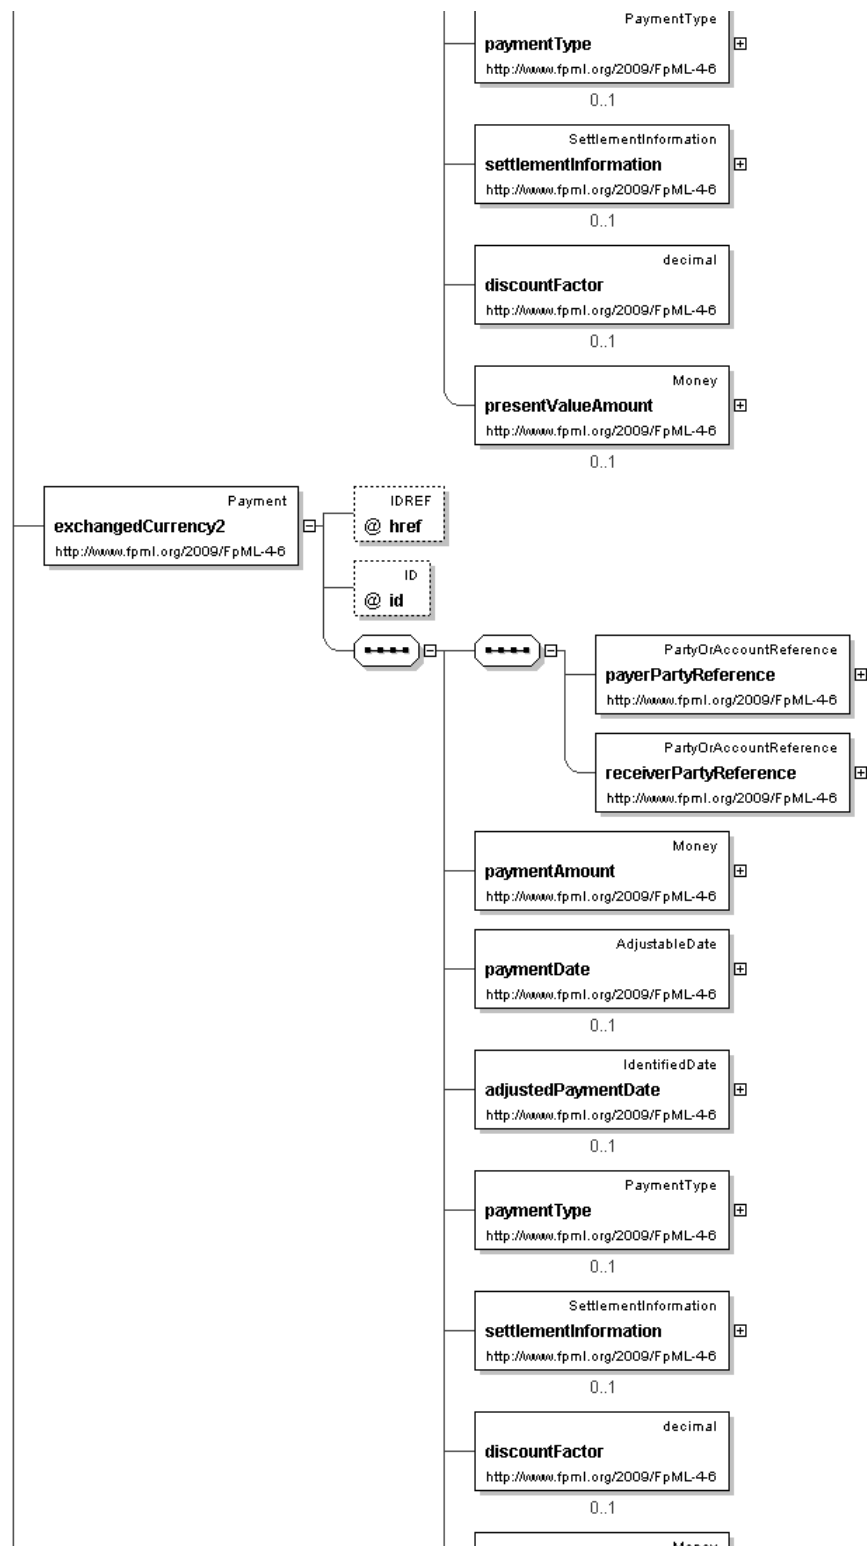 PaymentType
paymentType
http://www.fpml.org/2009/FpML-4-6
0..1
SettlementInformation
settlementInformation
http://www.fpml.org/2009/FpML-4-6
0..1
decimal
discountFactor
http://www.fpml.org/2009/FpML-4-6
0..1
Money
presentValueAmount
http://www.fpml.org/2009/FpML-4-6
0..1
Payment
exchangedCurrency2
http://www.fpml.org/2009/FpML-4-6
IDREF
@ href
ID
@ id
PartyOrAccountReference
payerPartyReference
http://www.fpml.org/2009/FpML-4-6
PartyOrAccountReference
receiverPartyReference
http://www.fpml.org/2009/FpML-4-6
Money
paymentAmount
http://www.fpml.org/2009/FpML-4-6
AdjustableDate
paymentDate
http://www.fpml.org/2009/FpML-4-6
0..1
IdentifiedDate
adjustedPaymentDate
http://www.fpml.org/2009/FpML-4-6
0..1
PaymentType
paymentType
http://www.fpml.org/2009/FpML-4-6
0..1
SettlementInformation
settlementInformation
http://www.fpml.org/2009/FpML-4-6
0..1
decimal
discountFactor
http://www.fpml.org/2009/FpML-4-6
0..1
Money